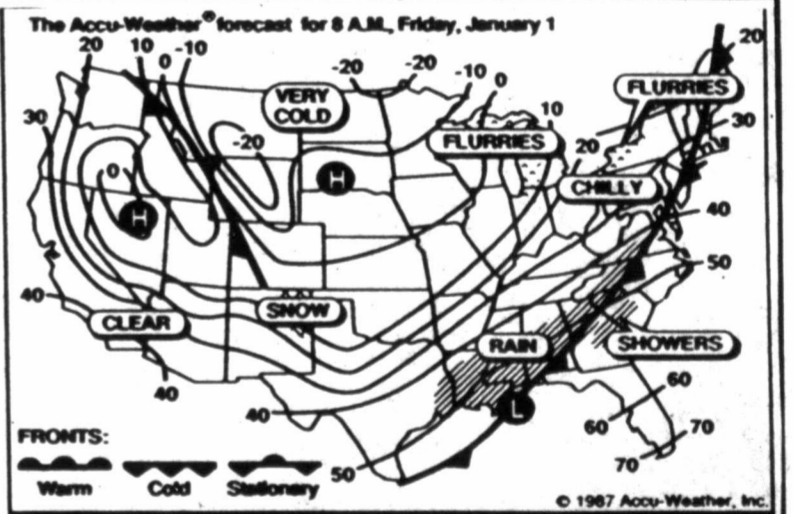 The Accu-Weather® forecast for 8 A.M., Friday, January 1
20 10 0 -10 -20 -20 -10 0 20
VERY
COLD
FLURRIES
30
-20
FLURRIES
10
20
30
0
H
H
CHILLY
40
50
40
CLEAR
SNOW
RAIN
SHOWERS
40
40
L
60
60
70
50
70
FRONTS:
Warm Cold Stationery
© 1987 Accu-Weather, Inc.